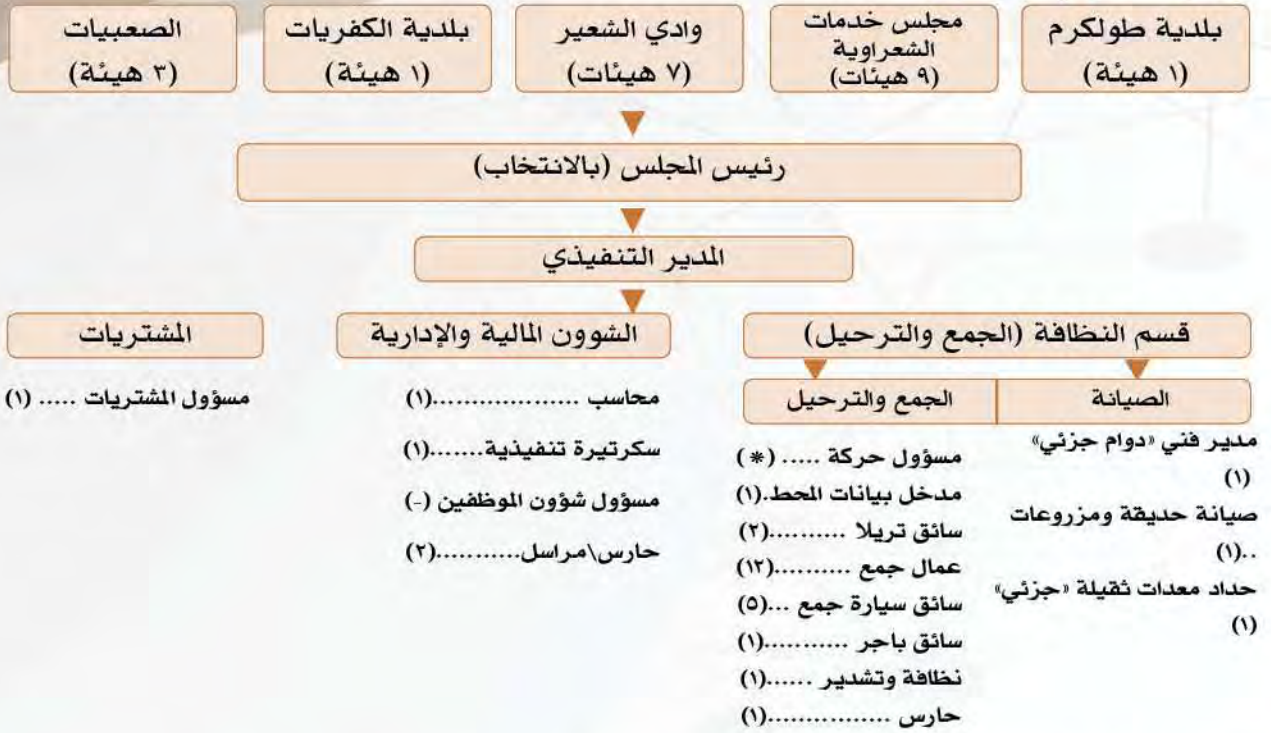 بلدية طولكرم
(١ هيئة)
مجلس خدمات
الشعراوية
(٩ هيئات)
وادي الشعير
(٧ هيئات)
بلدية الكفريات
(١ هيئة)
الصعبيات
(٣ هيئة)
رئيس المجلس (بالانتخاب)
المدير التنفيذي
قسم النظافة (الجمع والترحيل)
الصيانة
مدير فني «دوام جزئي»
(١)
صيانة حديقة ومزروعات
..(١)
حداد معدات ثقيلة «جزئي»
(١)
الجمع والترحيل
مسؤول حركة ..... (*)
مدخل بيانات المحط.(١)
سائق تريلا ..........(٢)
عمال جمع ..........(١٢)
سائق سيارة جمع ...(٥)
سائق باجر ...........(١)
نظافة وتشدير ......(١)
حارس ................(١)
الشوون المالية والإدارية
محاسب ...................(١)
سكرتيرة تنفيذية.......(١)
مسؤول شؤون الموظفين (-)
حارس\مراسل...........(٢)
المشتريات
مسؤول المشتريات ..... (١)